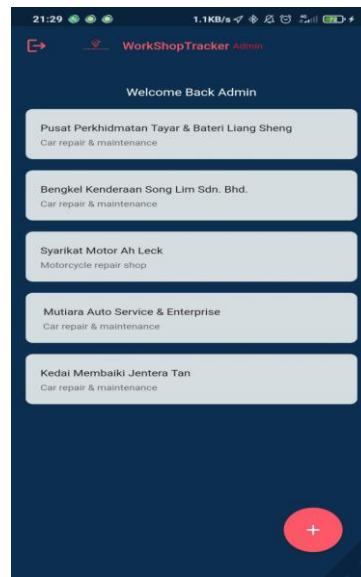 21:29 1.1KB/s
WorkShopTracker Admin
Welcome Back Admin
Pusat Perkhidmatan Tayar & Bateri Liang Sheng
Car repair & maintenance
Bengkel Kenderaan Song Lim Sdn. Bhd.
Car repair & maintenance
Syarikat Motor Ah Leck
Motorcycle repair shop
Mutiara Auto Service & Enterprise
Car repair & maintenance
Kedai Membaiki Jentera Tan
Car repair & maintenance
+